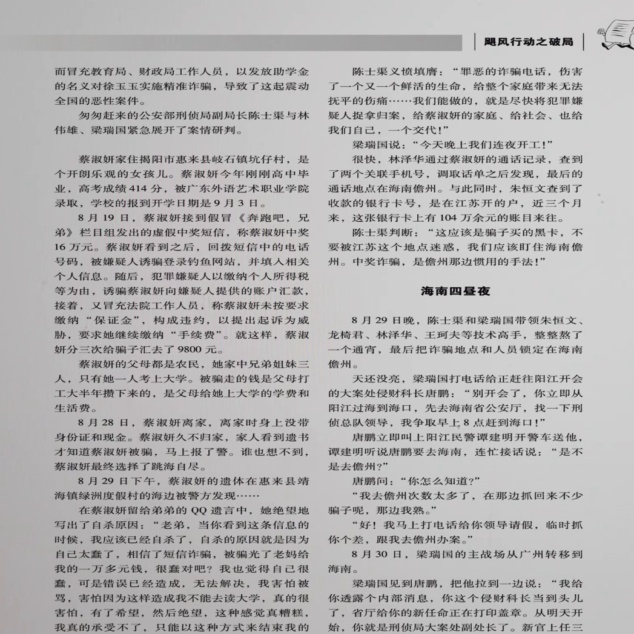 飓风行动之破局
而冒充教育局、财政局工作人员，以发放助学金
的名义对徐玉玉实施精准诈骗，导致了这起震动
全国的恶性案件。
匆匆赶来的公安部刑侦局副局长陈士渠与林
伟雄、梁瑞国紧急展开了案情研判。
蔡淑妍家住揭阳市惠来县岐石镇坑仔村，是
个开朗乐观的女孩儿。蔡淑妍今年刚刚高中毕
业，高考成绩414分，被广东外语艺术职业学院
录取，学校的报到开学日期是9月3日。
8月19日，蔡淑妍接到假冒《奔跑吧，兄
弟》栏目组发出的虚假中奖短信，称蔡淑妍中奖
16万元。蔡淑妍看到之后，回拨短信中的电话
号码，被嫌疑人诱骗登录钓鱼网站，并填入相关
个人信息。随后，犯罪嫌疑人以缴纳个人所得税
等为由，诱骗蔡淑妍向嫌疑人提供的账户汇款，
接着，又冒充法院工作人员，称蔡淑妍未按要求
缴纳“保证金”，构成违约，以提出起诉为威
胁，要求她继续缴纳“手续费”。就这样，蔡淑
妍分三次给骗子汇去了9800元。
蔡淑妍的父母都是农民，她家中兄弟姐妹三
人，只有她一人考上大学。被骗走的钱是父母打
工大半年攒下来的，是父母给她上大学的学费和
生活费。
8月28日，蔡淑妍离家，离家时身上没带
身份证和现金。蔡淑妍久不归家，家人看到遗书
才知道蔡淑妍被骗，马上报了警。谁也想不到，
蔡淑妍最终选择了跳海自尽。
8月29日下午，蔡淑妍的遗体在惠来县靖
海镇绿洲度假村的海边被警方发现……
在蔡淑妍留给弟弟的QQ遗言中，她绝望地
写出了自杀原因：“老弟，当你看到这条信息的
时候，我应该已经自杀了，自杀的原因就是因为
自己太蠢了，相信了短信诈骗，被骗光了老妈给
我的一万多元钱，很蠢对吧？我也觉得自己很
蠢，可是错误已经造成，无法解决，我害怕被
骂，害怕因为这样造成我不能去读大学，真的很
害怕，有了希望，然后绝望，这种感觉真糟糕，
我真的承受不了，只能以这种方式来结束我的
陈士渠义愤填膺：“罪恶的诈骗电话，伤害
了一个又一个鲜活的生命，给整个家庭带来无法
抚平的伤痛……我们能做的，就是尽快将犯罪嫌
疑人捉拿归案，给蔡淑妍的家庭、给社会、也给
我们自己，一个交代！”
梁瑞国说：“今天晚上我们连夜开工！”
很快，林泽华通过蔡淑妍的通话记录，查到
了两个关联手机号，调取话单之后发现，最后的
通话地点在海南儋州。与此同时，朱恒文查到了
收款的银行卡号，是在江苏开的户，近三个月
来，这张银行卡上有104万余元的账目来往。
陈士渠判断：“这应该是骗子买的黑卡，不
要被江苏这个地点迷惑，我们应该盯住海南儋
州。中奖诈骗，是儋州那边惯用的手法！”
海南四昼夜
8月29日晚，陈士渠和梁瑞国带领朱恒文、
龙椅君、林泽华、王珂夫等技术高手，整整熬了
一个通宵，最后把诈骗地点和人员锁定在海南
儋州。
天还没亮，梁瑞国打电话给正赶往阳江开会
的大案处侵财科长唐鹏：“别开会了，你立即从
阳江过海到海口，先去海南省公安厅，找一下刑
侦总队领导，我争取早上8点赶到海口！”
唐鹏立即叫上阳江民警谭建明开警车送他，
谭建明听说唐鹏要去海南，连忙接话说：“是不
是去儋州？”
唐鹏问：“你怎么知道？”
“我去儋州次数太多了，在那边抓回来不少
骗子呢，那边我熟。”
“好！我马上打电话给你领导请假，临时抓
你个差，跟我去儋州办案。”
8月30日，梁瑞国的主战场从广州转移到
海南。
梁瑞国见到唐鹏，把他拉到一边说：“我给
你透露个内部消息，你这个侵财科长当到头儿
了，省厅给你的新任命正在打印盖章。从明天开
始，你就是刑侦局大案处副处长了。新官上任三